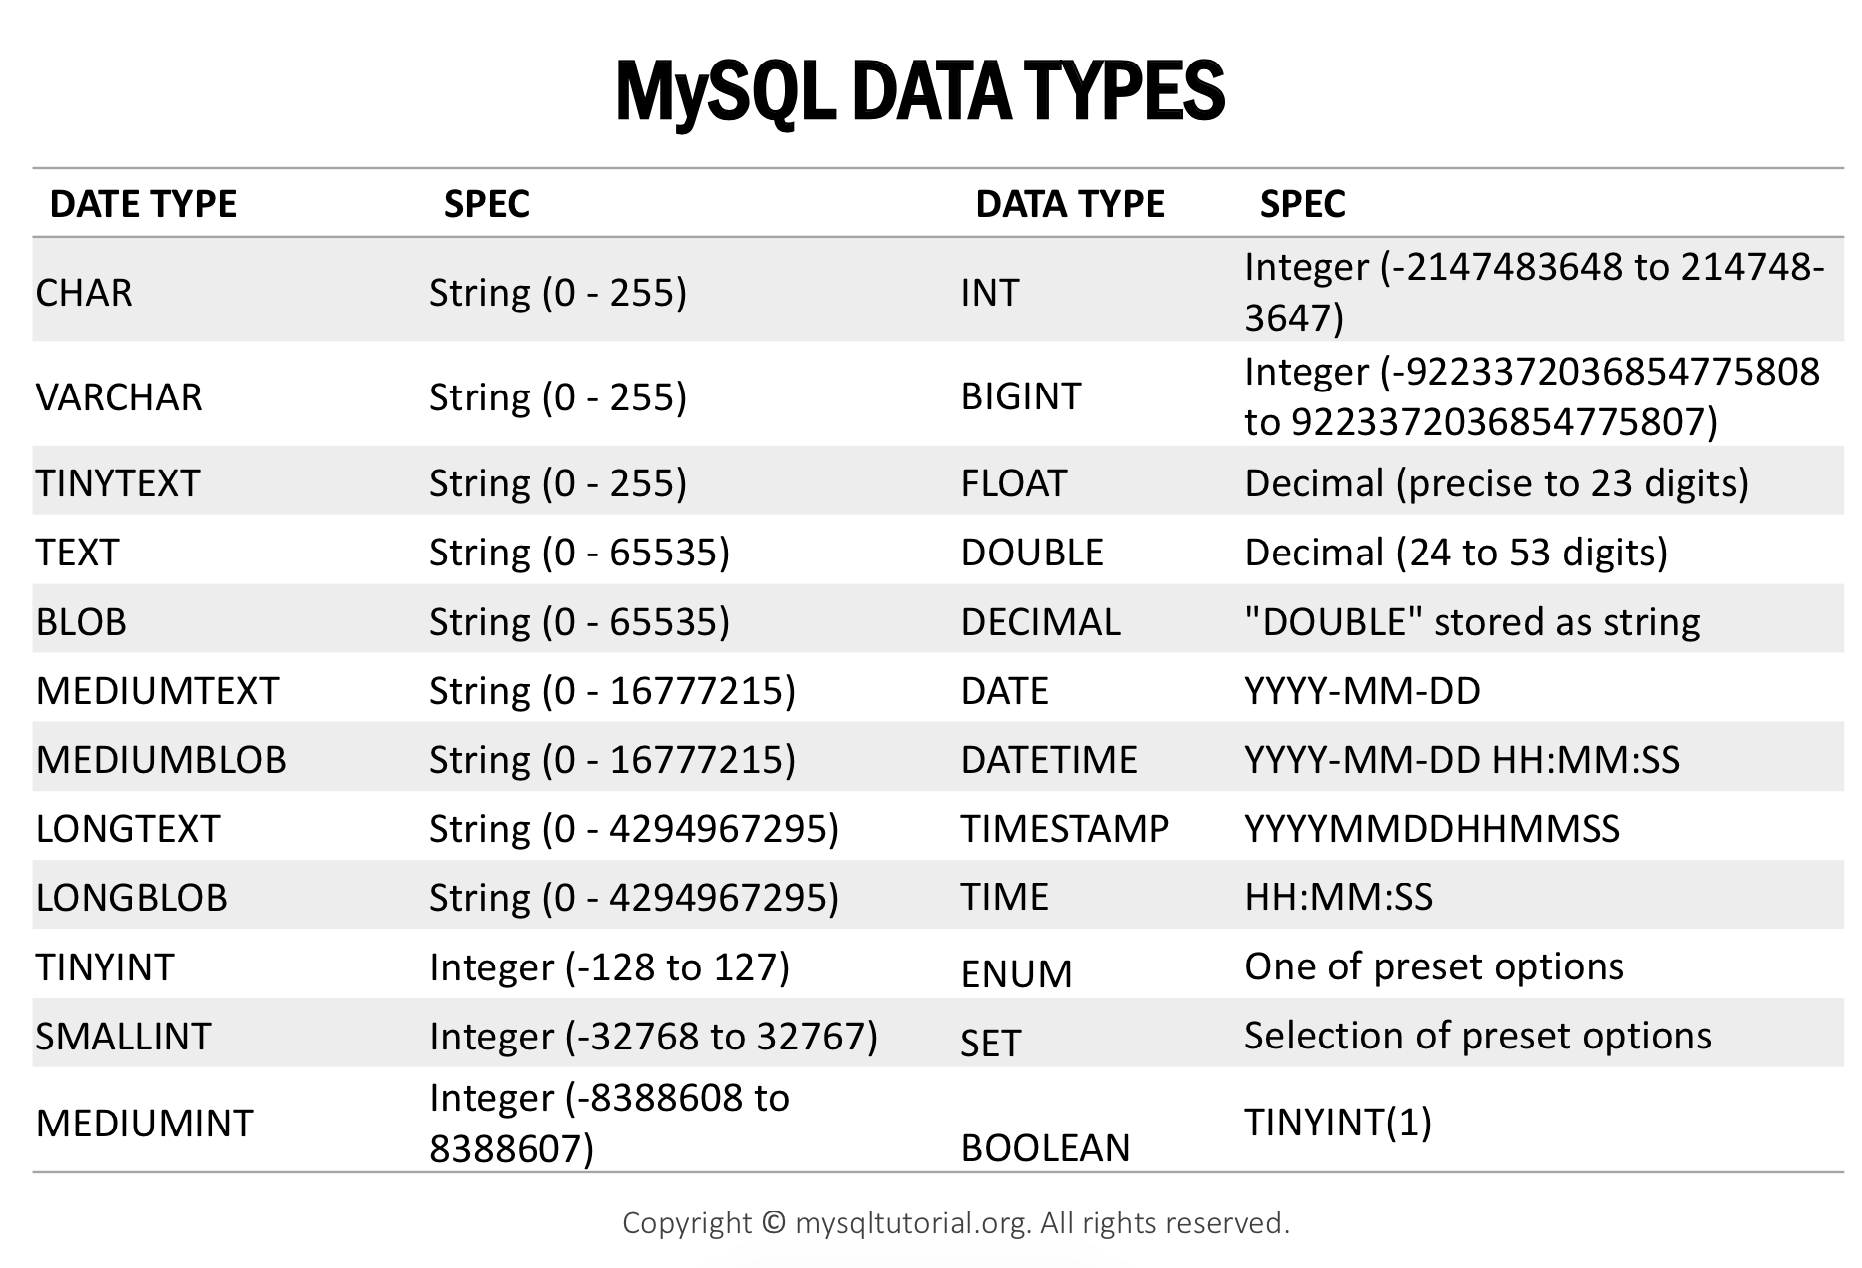 MySQL DATA TYPES
DATE TYPE SPEC DATA TYPE SPEC
CHAR String (0 - 255) INT Integer (-2147483648 to 214748-
3647)
VARCHAR String (0 - 255) BIGINT Integer (-9223372036854775808
to 9223372036854775807)
TINYTEXT String (0 - 255) FLOAT Decimal (precise to 23 digits)
TEXT String (0 - 65535) DOUBLE Decimal (24 to 53 digits)
BLOB String (0 - 65535) DECIMAL "DOUBLE" stored as string
MEDIUMTEXT String (0 - 16777215) DATE YYYY-MM-DD
MEDIUMBLOB String (0 - 16777215) DATETIME YYYY-MM-DD HH:MM:SS
LONGTEXT String (0 - 4294967295) TIMESTAMP YYYYMMDDHHMMSS
LONGBLOB String (0 - 4294967295) TIME HH:MM:SS
TINYINT Integer (-128 to 127) ENUM One of preset options
SMALLINT Integer (-32768 to 32767) SET Selection of preset options
MEDIUMINT Integer (-8388608 to
8388607) BOOLEAN TINYINT(1)
Copyright © mysqltutorial.org. All rights reserved.